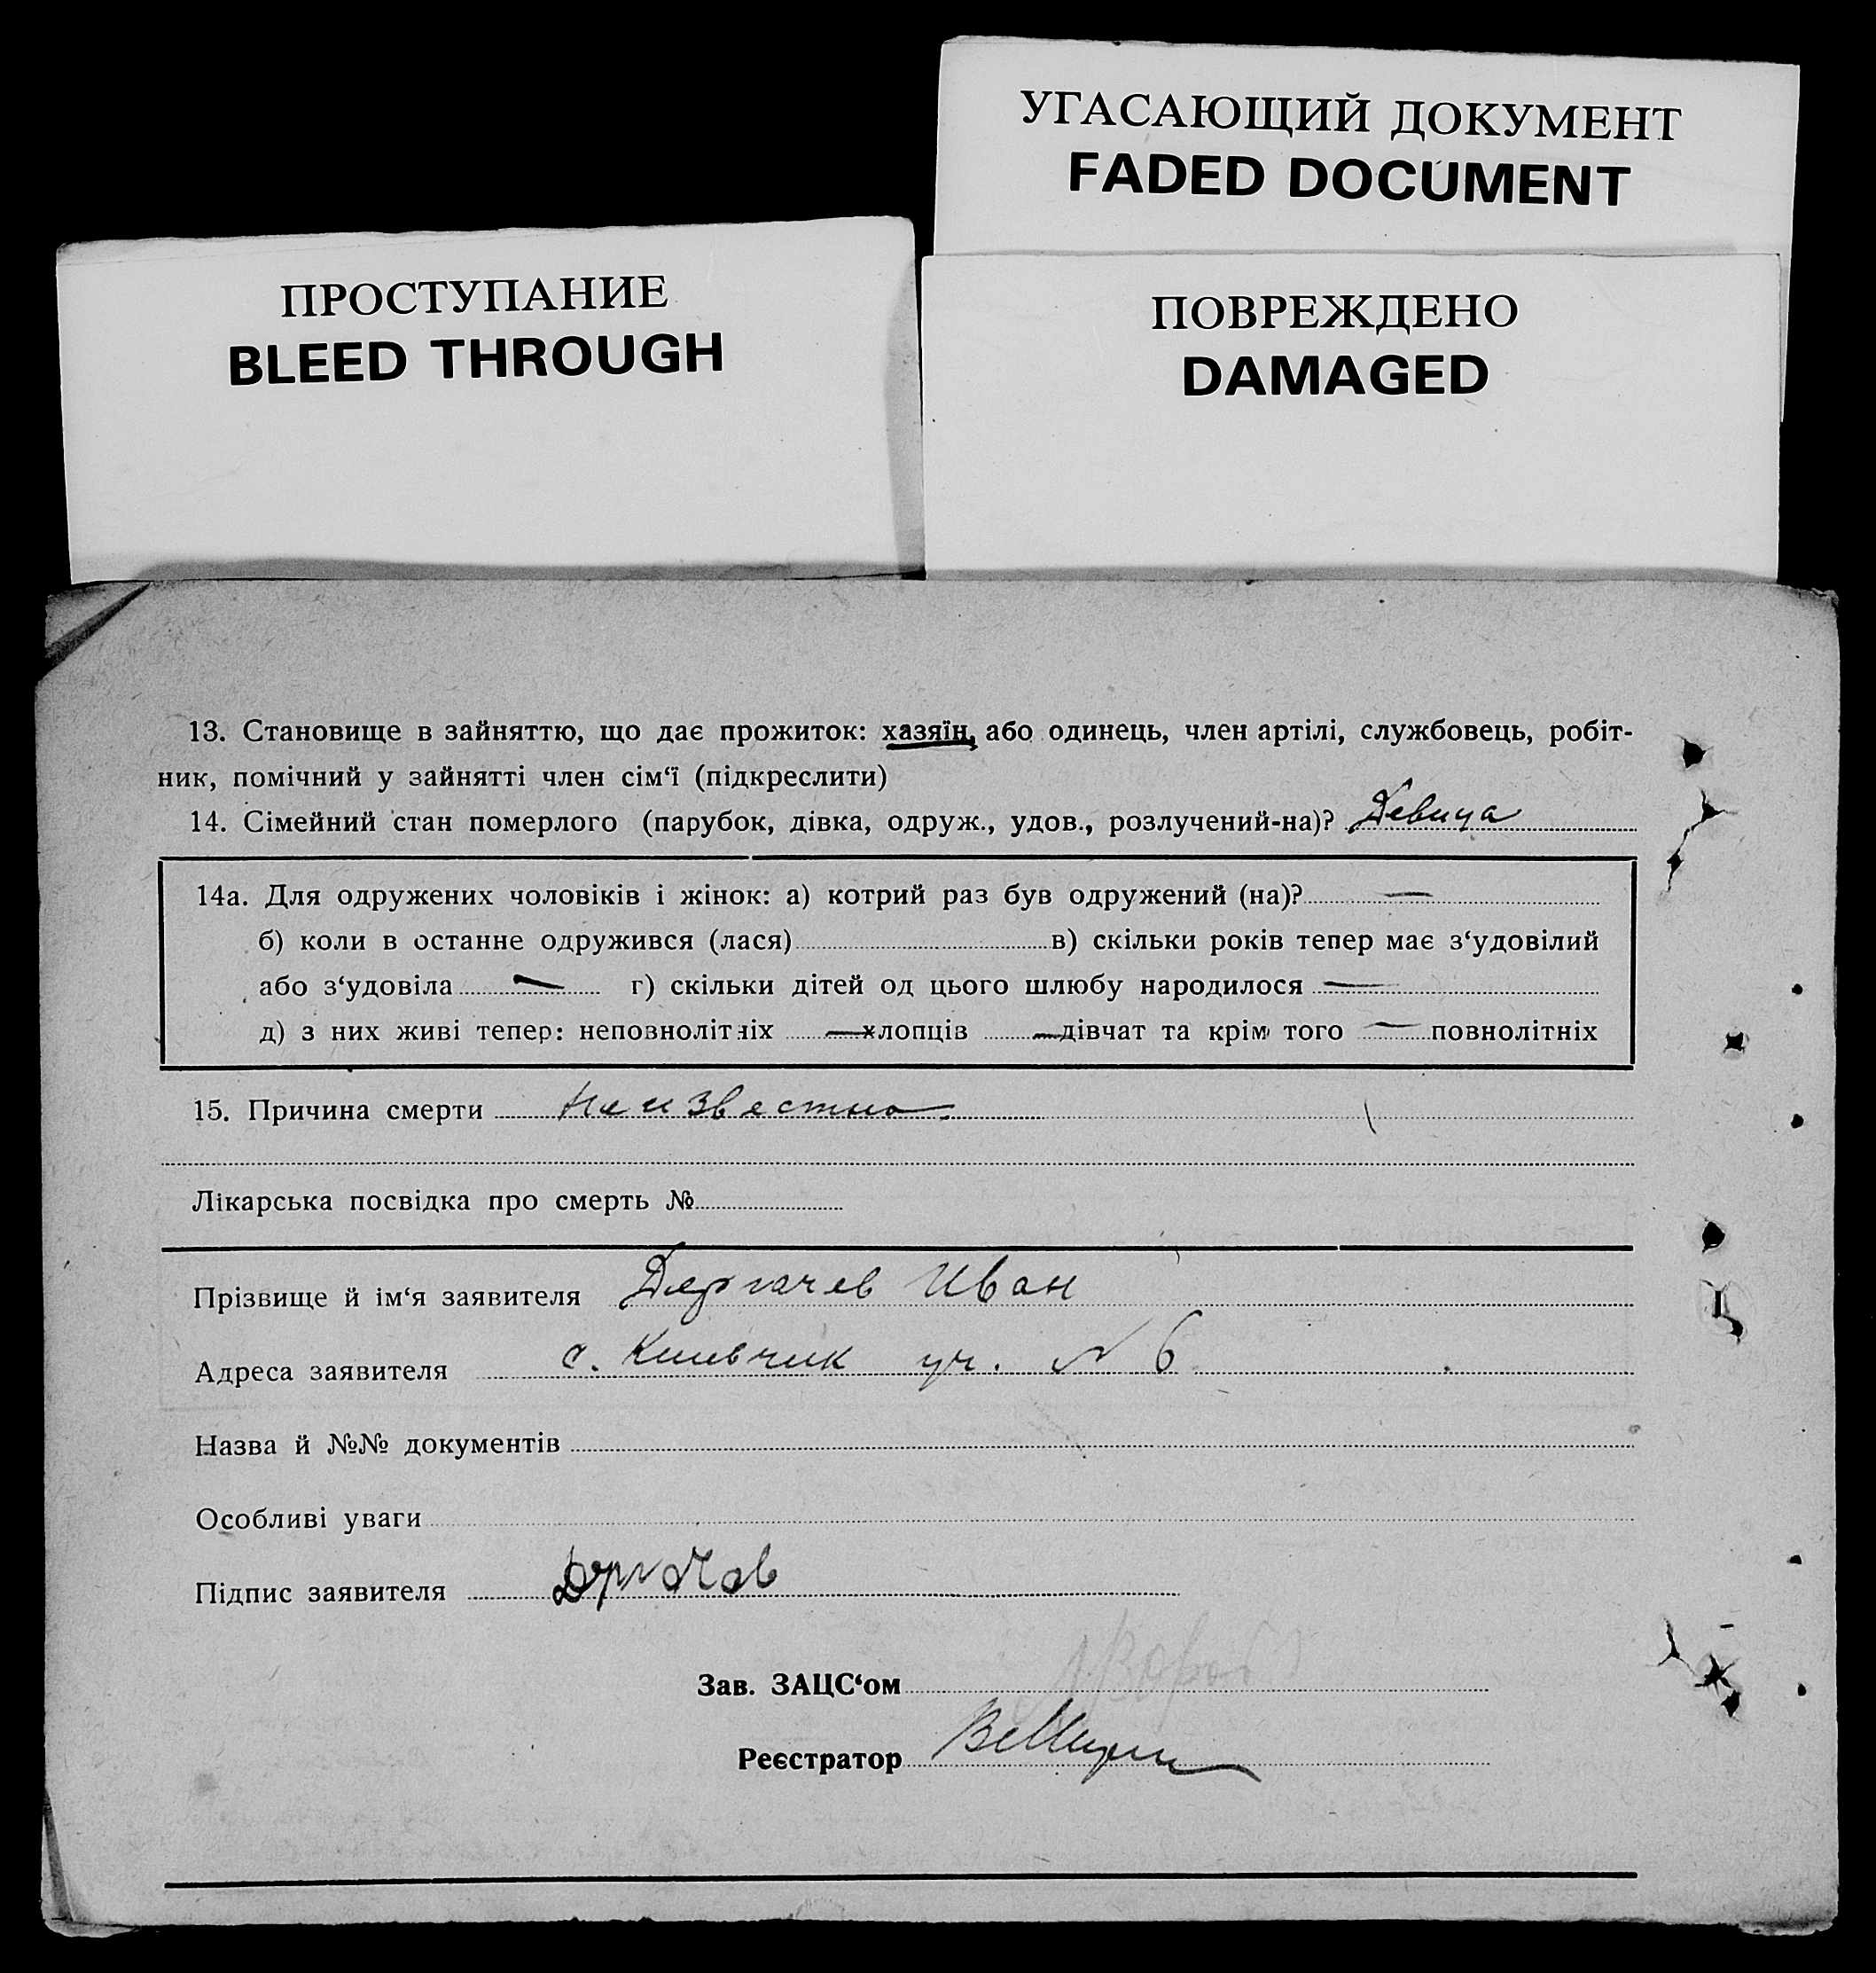 УГАСАЮЩИЙ ДОКУМЕНТ
FADED DOCUMENT
ПРОСТУПАНИЕ
BLEED THROUGH
ПОВРЕЖДЕНО
DAMAGED
13. Становище в зайняттю, що дає прожиток: хазяїн, або одинець, член артілі, службовець, робіт-
ник, помічний у зайнятті член сім‘ї (підкреслити)
14. Сімейний стан померлого (парубок, дівка, одруж., удов., розлучений-на)? Девица
14а. Для одружених чоловіків і жінок: а) котрий раз був одружений (на)? —
б) коли в останне одружився (лася) в) скільки років тепер має з‘удовілий
або з‘удовіла — г) скільки дітей од цього шлюбу народилося —
д) з них живі тепер: неповнолітніх — хлопців — дівчат та крім того — повнолітніх
15. Причина смерти неизвестно
Лікарська посвідка про смерть №
Прізвище й ім‘я заявителя Дергачев Иван
Адреса заявителя с. уч. N 6
Назва й №№ документів
Особливі уваги
Підпис заявителя
Зав. ЗАЦС‘ом
Реєстратор